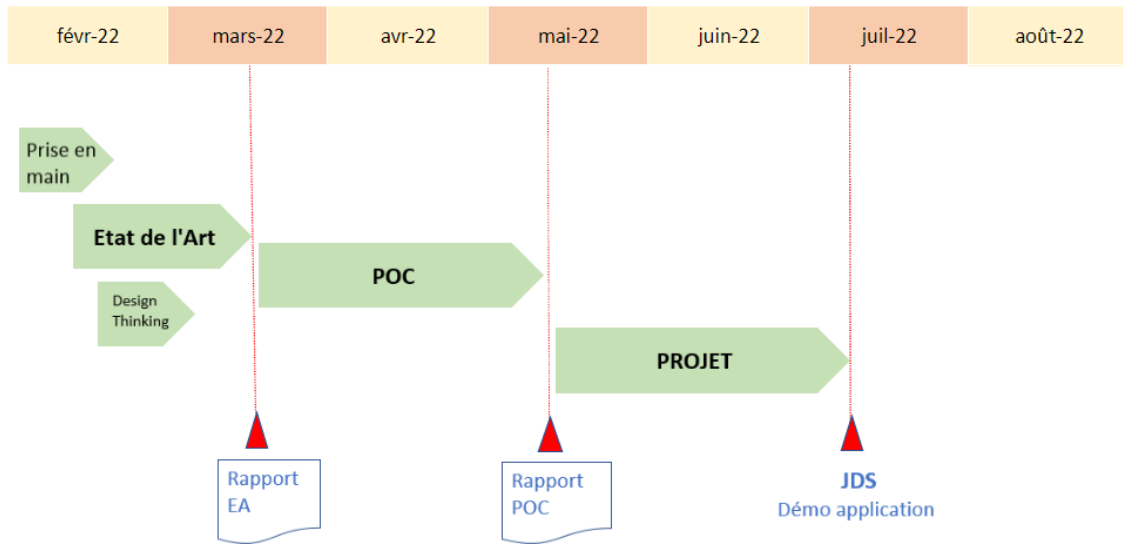 févr-22 mars-22 avr-22 mai-22 juin-22 juil-22 août-22
Prise en
main
Etat de l'Art
POC
Design
Thinking
PROJET
Rapport
EA
Rapport
POC
JDS
Démo application